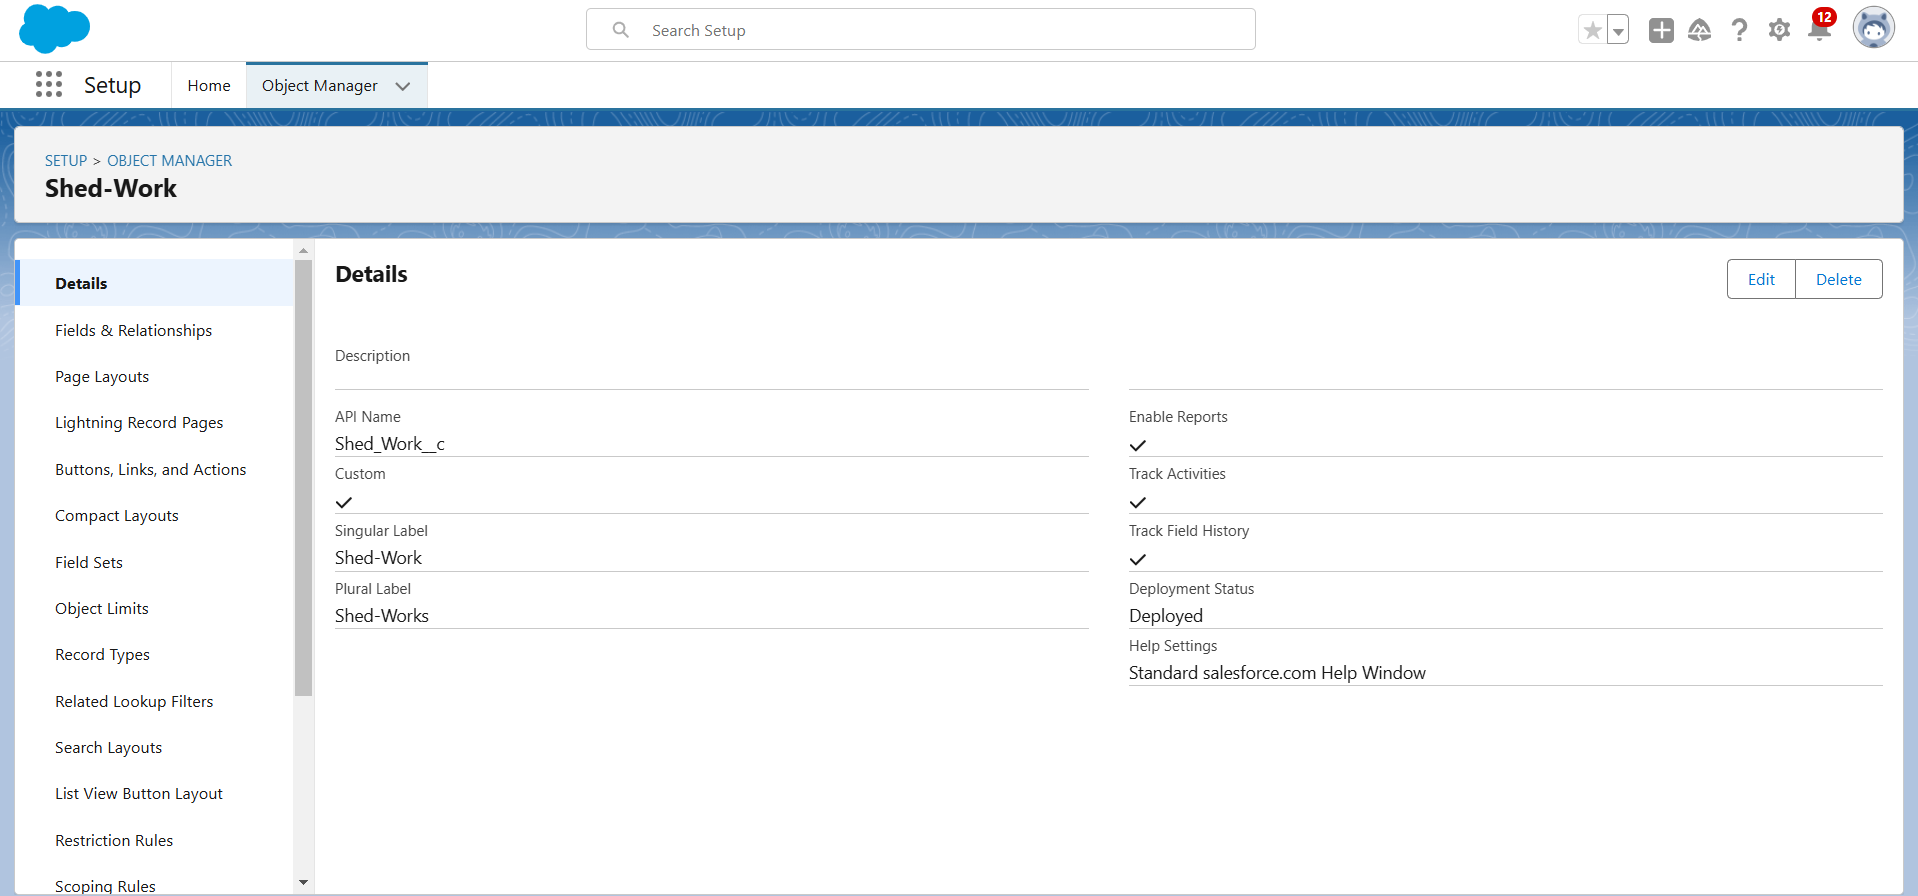 Search Setup
12
Setup
Home
Object Manager
SETUP > OBJECT MANAGER
Shed-Work
Details
Fields & Relationships
Page Layouts
Lightning Record Pages
Buttons, Links, and Actions
Compact Layouts
Field Sets
Object Limits
Record Types
Related Lookup Filters
Search Layouts
List View Button Layout
Restriction Rules
Scoping Rules
Details
Edit
Delete
Description
API Name
Shed_Work__c
Custom
Singular Label
Shed-Work
Plural Label
Shed-Works
Enable Reports
Track Activities
Track Field History
Deployment Status
Deployed
Help Settings
Standard salesforce.com Help Window